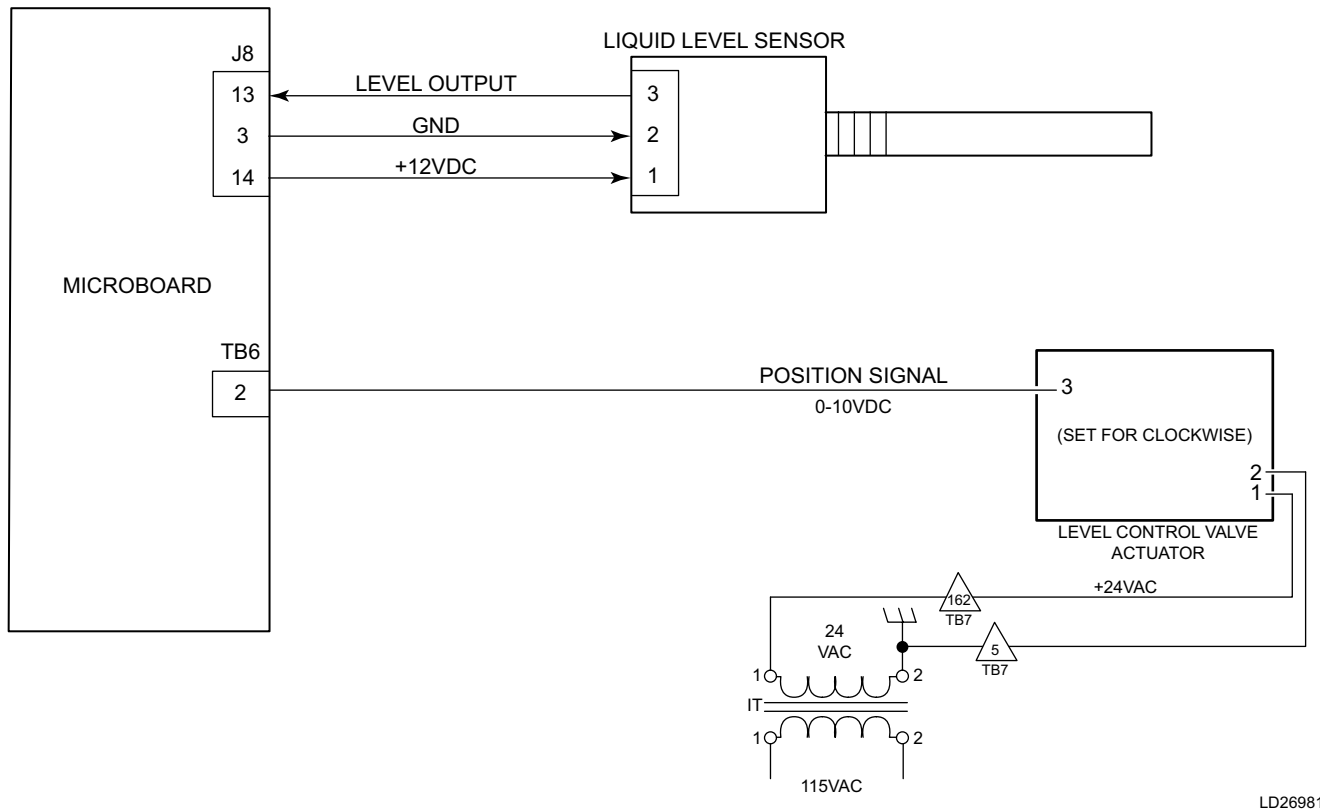 LIQUID LEVEL SENSOR
J8
13
LEVEL OUTPUT
3
3
GND
2
14
+12VDC
1
MICROBOARD
TB6
2
POSITION SIGNAL
0-10VDC
3
(SET FOR CLOCKWISE)
2
1
LEVEL CONTROL VALVE
ACTUATOR
+24VAC
162
TB7
24
VAC
5
TB7
1
2
IT
1
2
115VAC
LD26981